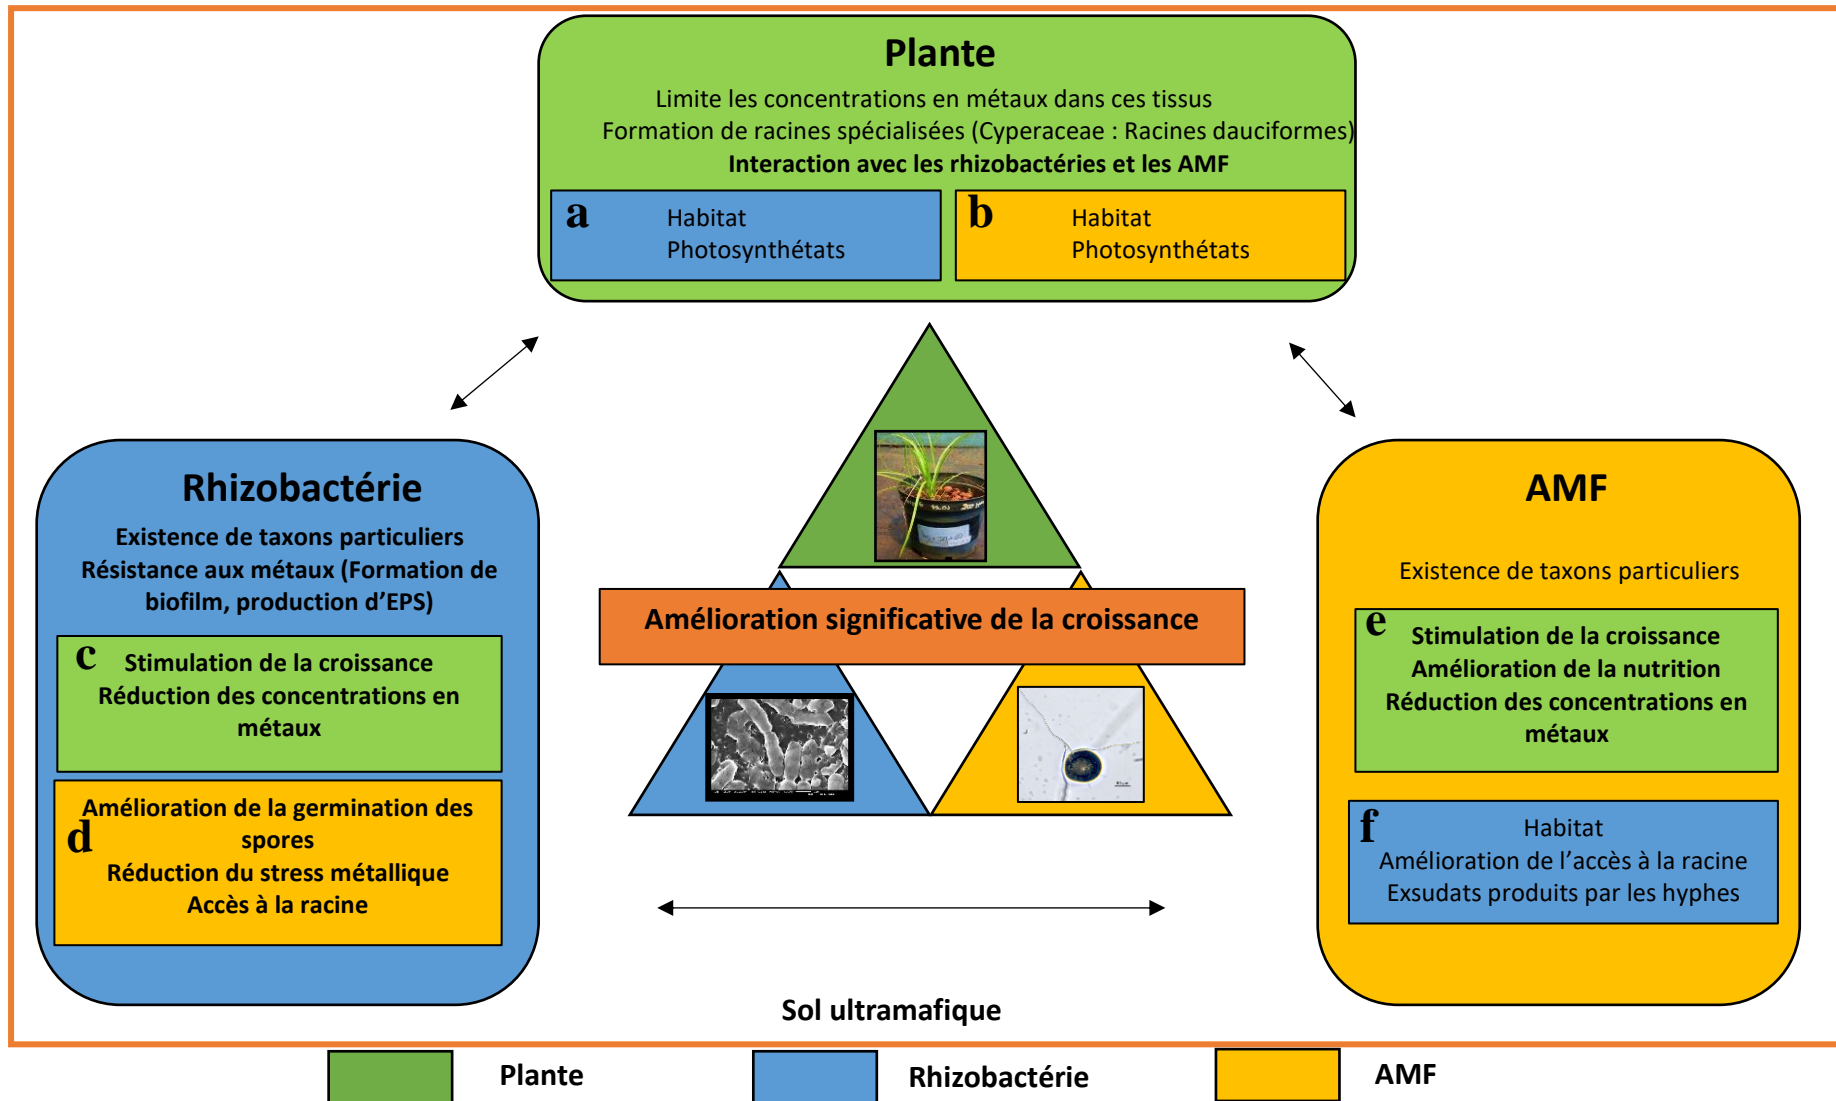 Plante
Limite les concentrations en métaux dans ces tissus
Formation de racines spécialisées (Cyperaceae : Racines dauciformes)
Interaction avec les rhizobactéries et les AMF
a
Habitat
Photosynthétats
b
Habitat
Photosynthétats
Rhizobactérie
Existence de taxons particuliers
Résistance aux métaux (Formation de
biofilm, production d’EPS)
c
Stimulation de la croissance
Réduction des concentrations en
métaux
d
Amélioration de la germination des
spores
Réduction du stress métallique
Accès à la racine
Amélioration significative de la croissance
AMF
Existence de taxons particuliers
e
Stimulation de la croissance
Amélioration de la nutrition
Réduction des concentrations en
métaux
f
Habitat
Amélioration de l’accès à la racine
Exsudats produits par les hyphes
Sol ultramafique
Plante
Rhizobactérie
AMF